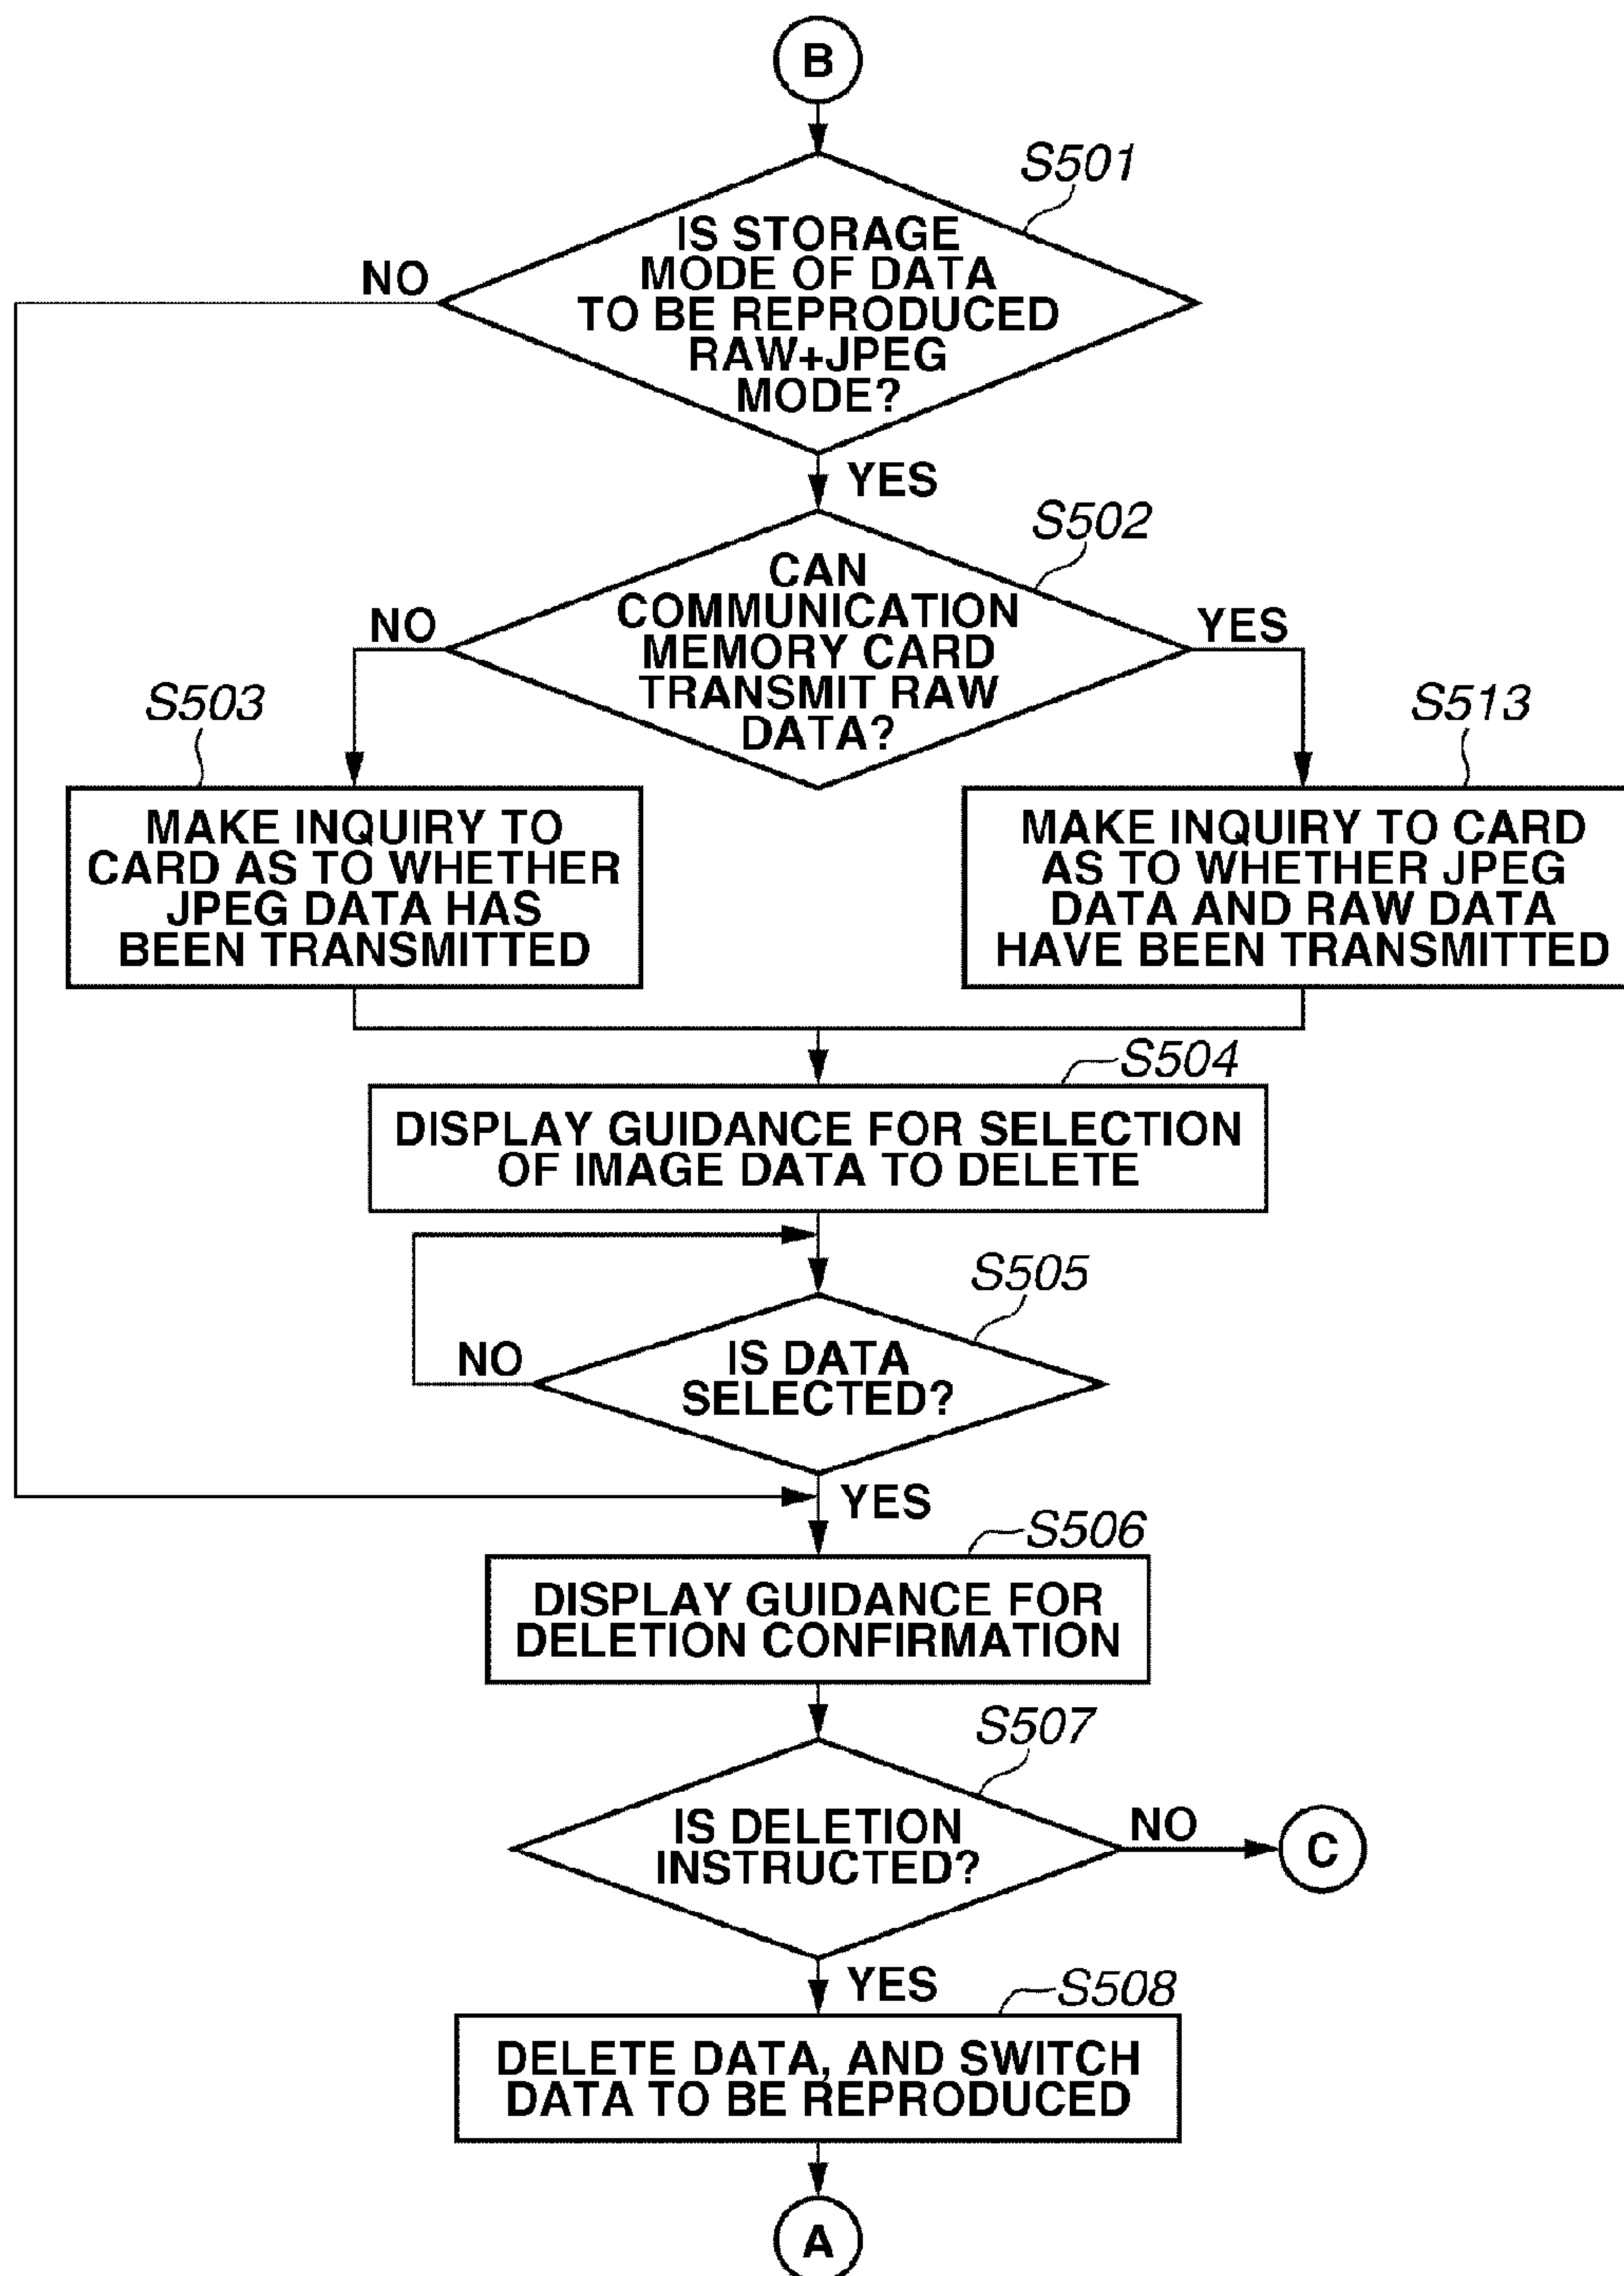 B
S501
IS STORAGE
MODE OF DATA
TO BE REPRODUCED
RAW+JPEG
MODE?
NO
YES
S502
CAN
COMMUNICATION
MEMORY CARD
TRANSMIT RAW
DATA?
NO
YES
S503
MAKE INQUIRY TO
CARD AS TO WHETHER
JPEG DATA HAS
BEEN TRANSMITTED
S513
MAKE INQUIRY TO CARD
AS TO WHETHER JPEG
DATA AND RAW DATA
HAVE BEEN TRANSMITTED
S504
DISPLAY GUIDANCE FOR SELECTION
OF IMAGE DATA TO DELETE
S505
IS DATA
SELECTED?
NO
YES
S506
DISPLAY GUIDANCE FOR
DELETION CONFIRMATION
S507
IS DELETION
INSTRUCTED?
NO
C
YES
S508
DELETE DATA, AND SWITCH
DATA TO BE REPRODUCED
A